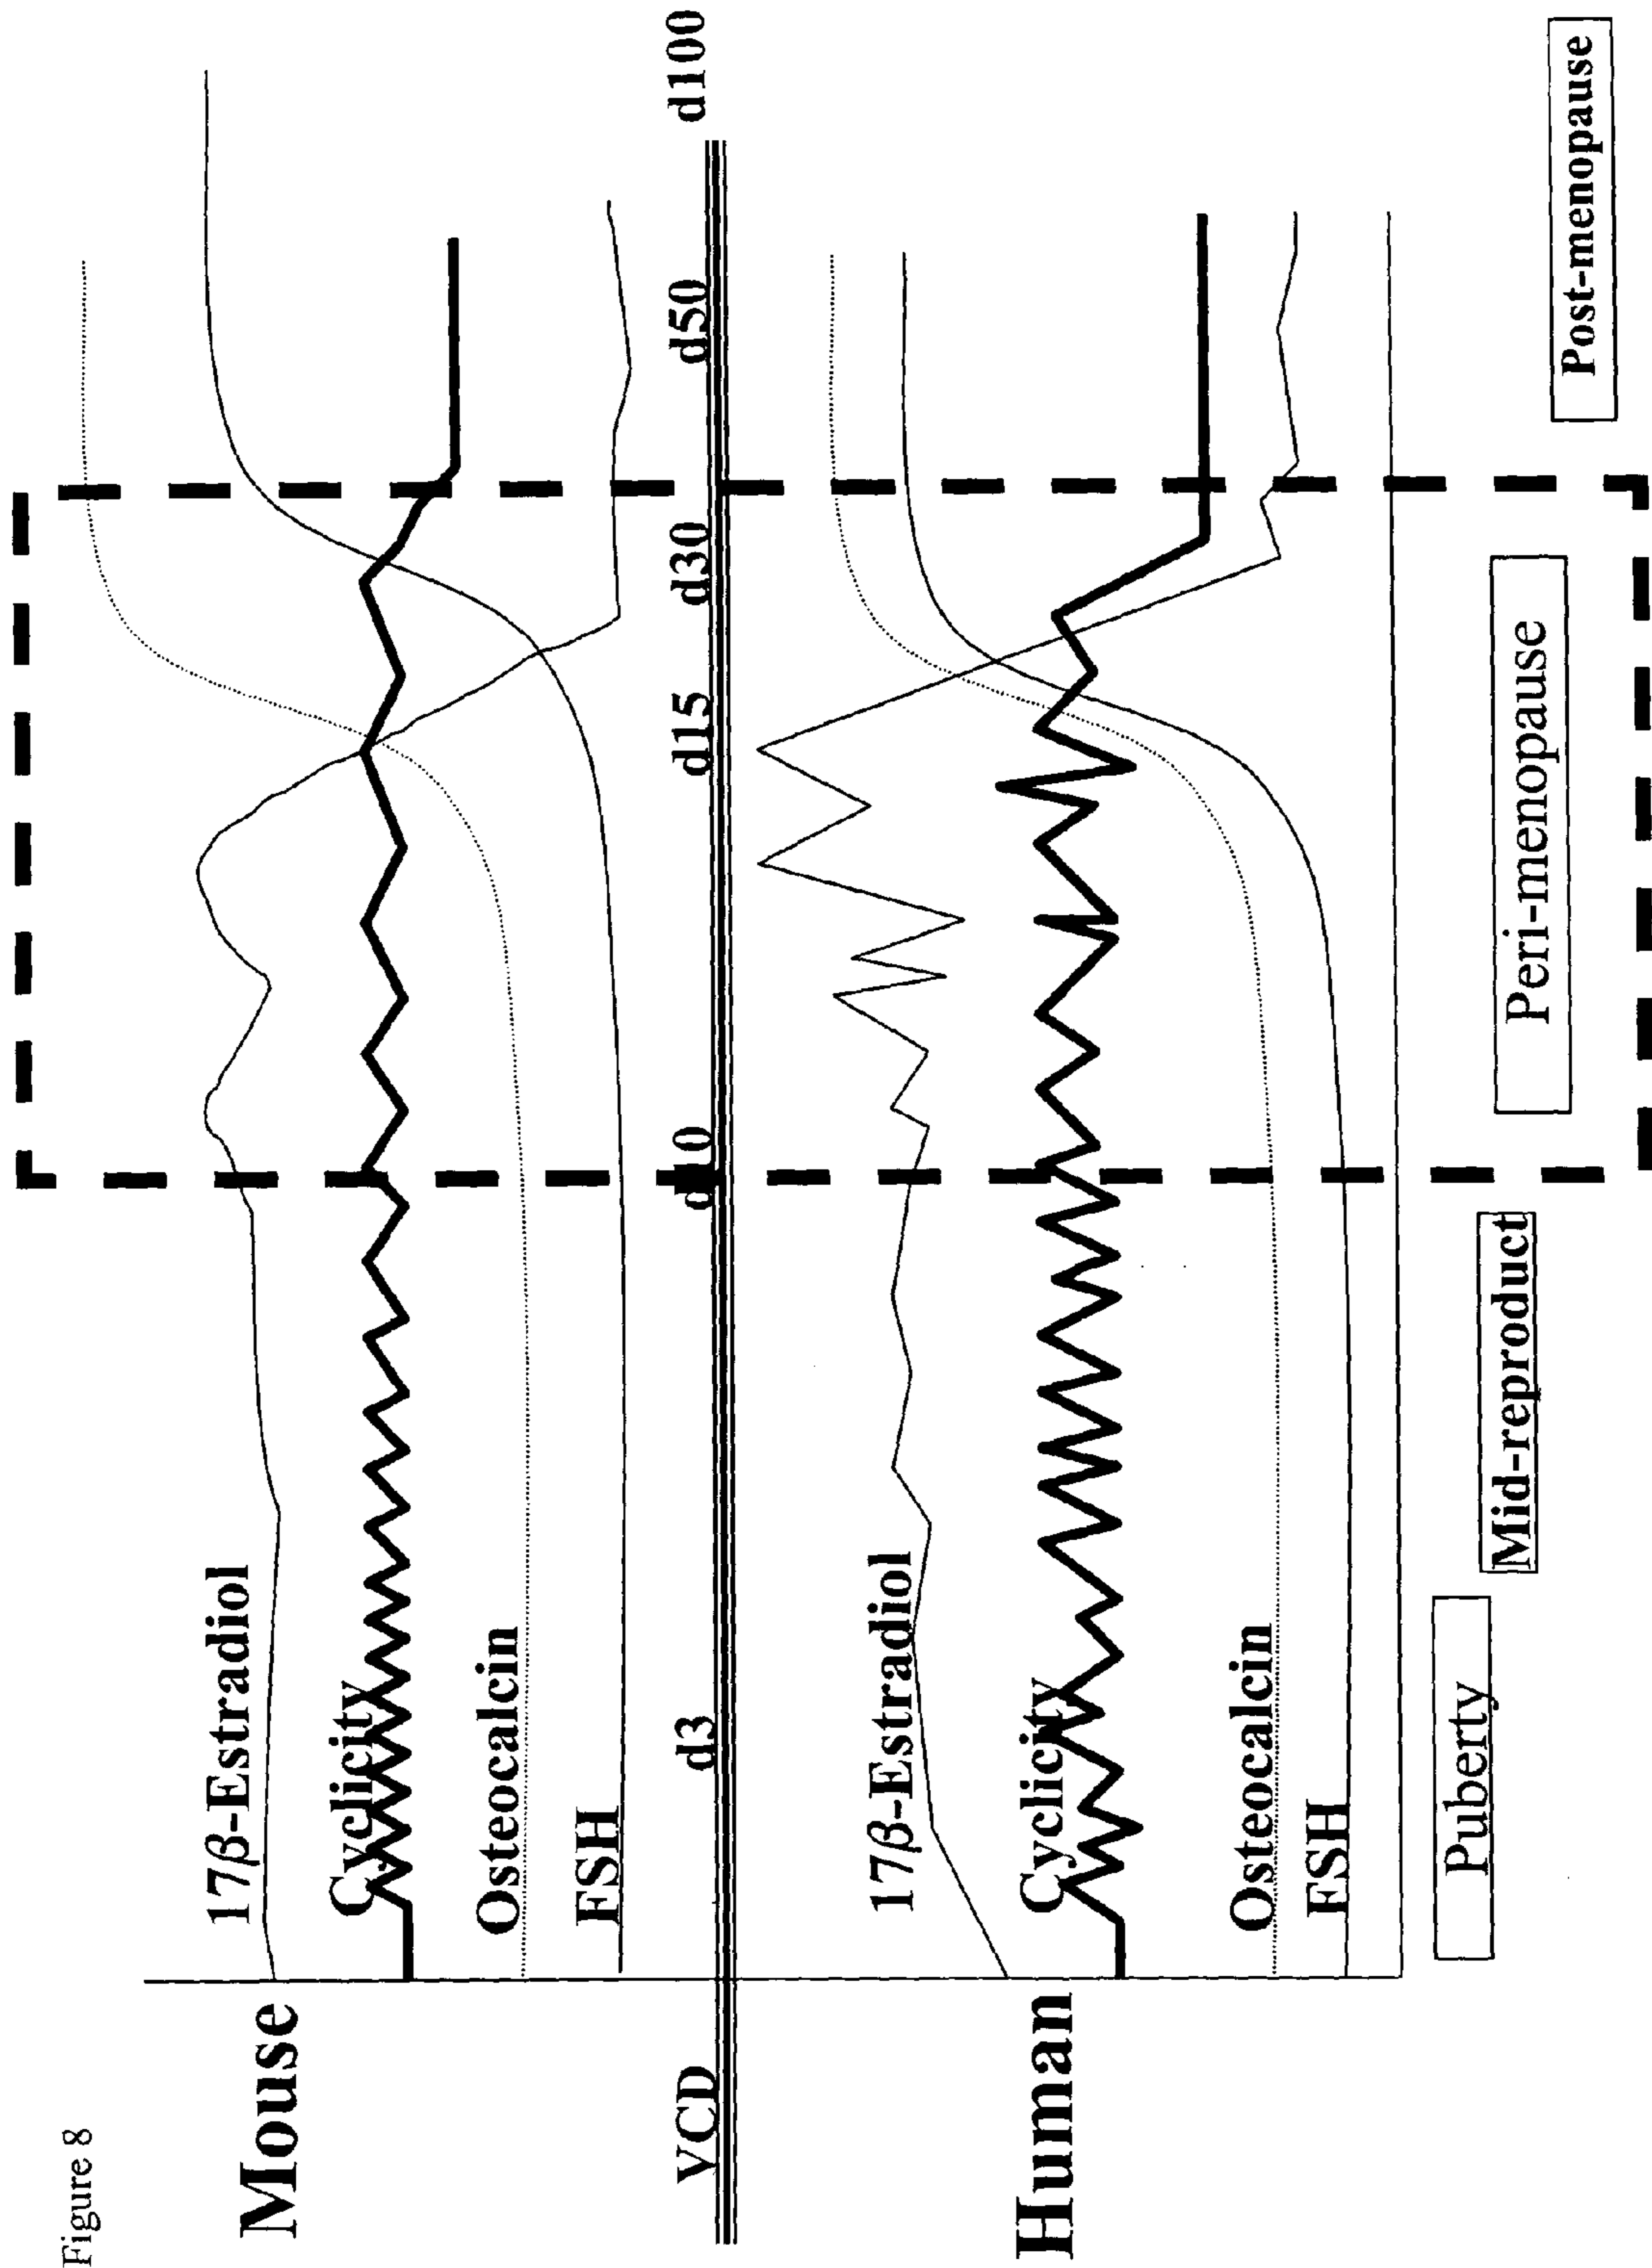 Figure 8
Mouse
17β-Estradiol
Cyclicity
Osteocalcin
FSH
VCD d3 d10 d15 d30 d50 d100
Human
17β-Estradiol
Cyclicity
Osteocalcin
FSH
Puberty
Mid-reproduct
Peri-menopause
Post-menopause